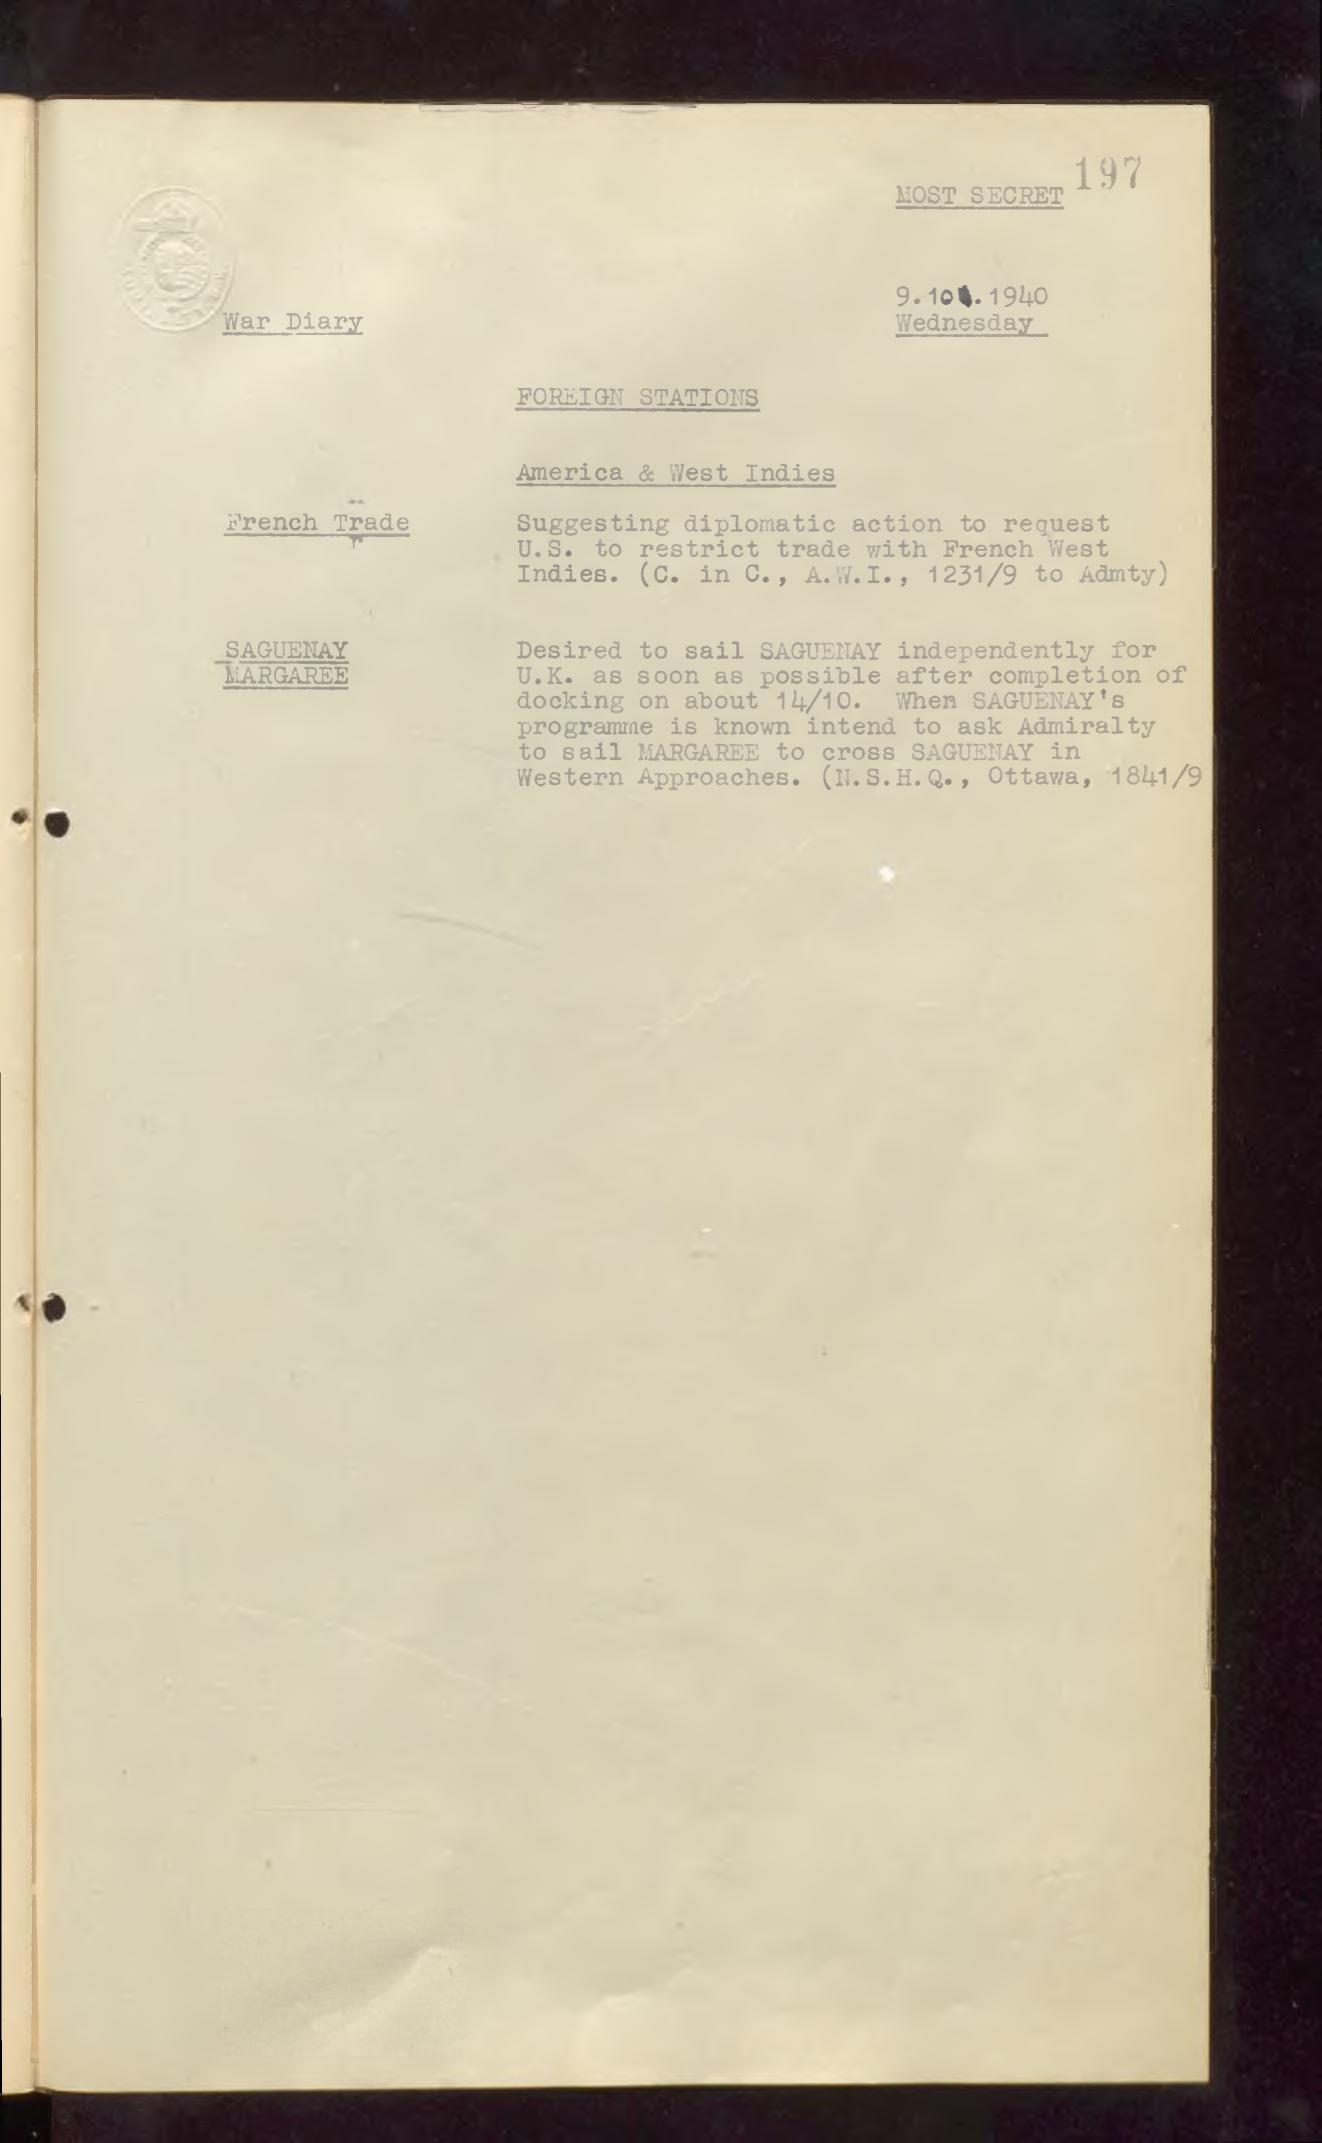 197
MOST SECRET
9.10.1940
War Diary
Wednesday
FOREIGN STATIONS
America & West Indies
French Trade
Suggesting diplomatic action to request
U.S. to restrict trade with French West
Indies. (C. in C., A.W.I., 1231/9 to Admty)
SAGUENAY
MARGAREE
Desired to sail SAGUENAY independently for
U.K. as soon as possible after completion of
docking on about 14/10. When SAGUENAY's
programme is known intend to ask Admiralty
to sail MARGAREE to cross SAGUENAY in
Western Approaches. (N.S.H.Q., Ottawa, 1841/9